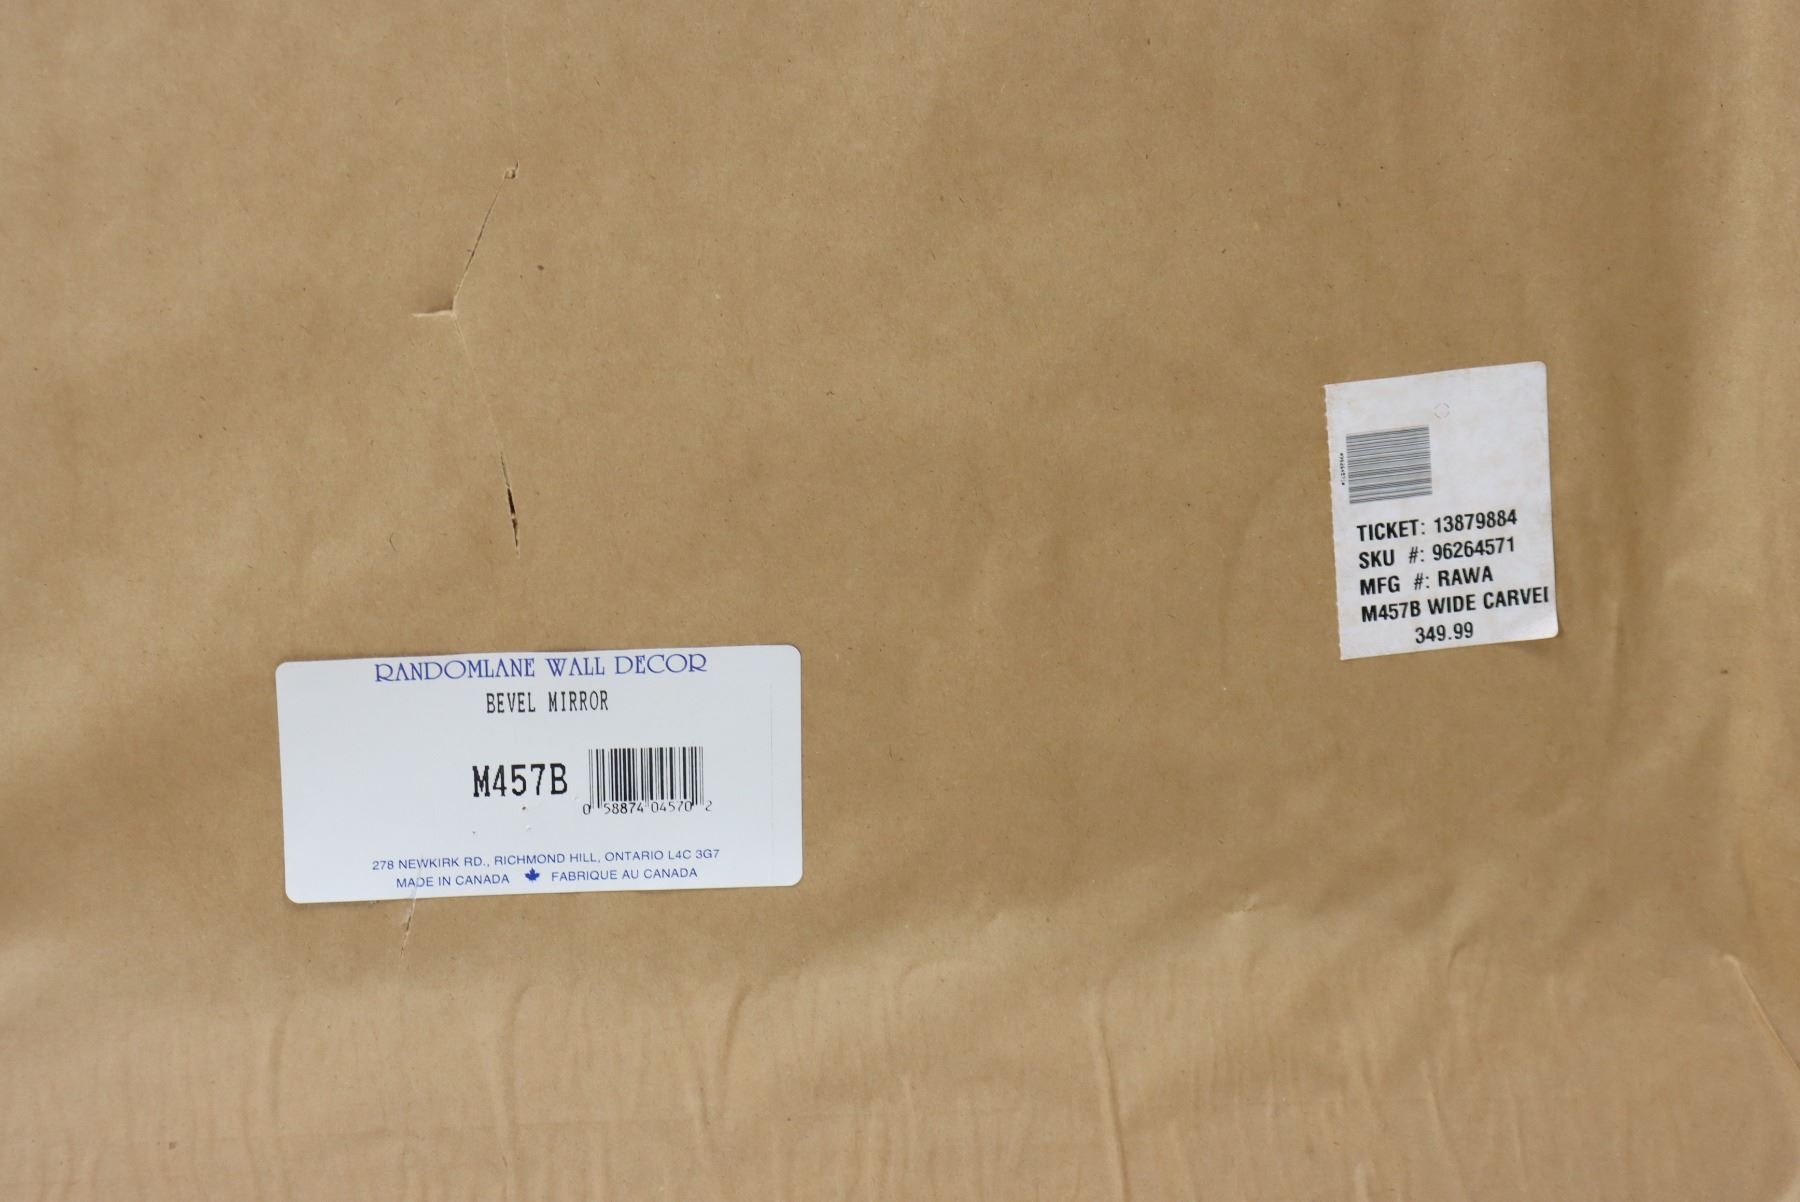 RANDOMLANE WALL DECOR
BEVEL MIRROR
M457B
0 58874 04570 2
278 NEWKIRK RD., RICHMOND HILL, ONTARIO L4C 3G7
MADE IN CANADA FABRIQUE AU CANADA
TICKET: 13879884
SKU #: 96264571
MFG #: RAWA
M457B WIDE CARVE
349.99